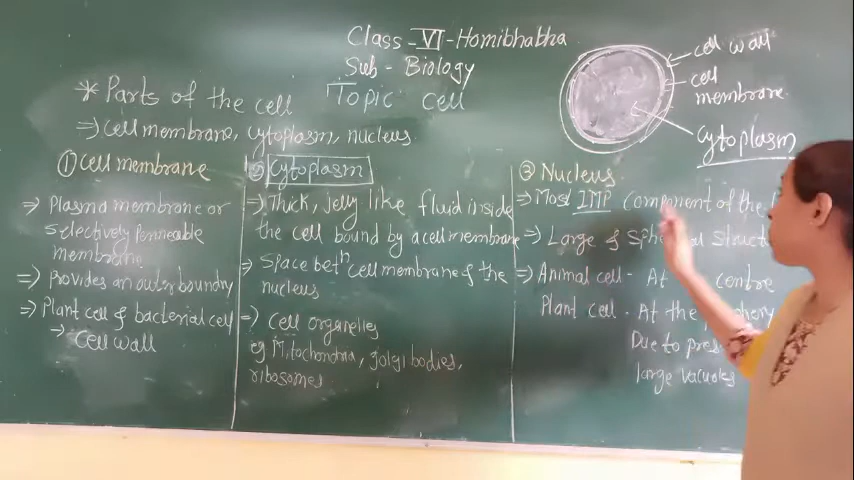 Class - VI - Homibhabha
Sub - Biology
Topic Cell
* Parts of the cell
⇒ Cell membrane, Cytoplasm, nucleus
① Cell membrane
⇒ Plasma membrane or
selectively permeable
membrane
⇒ Provides an outer boundry
⇒ Plant cell & bacterial cell
→ Cell wall
② Cytoplasm
⇒ Thick, jelly like fluid inside
the cell bound by a cell membrane
⇒ Space betn cell membrane & the
nucleus
⇒ Cell organelles
eg Mitochondria, golgi bodies,
ribosomes
③ Nucleus
⇒ Most IMP Component of the
⇒ Large & Structu
⇒ Animal cell - At centre
Plant cell - At the
Due to
large vacuoles
cell wall
cell
membrane
Cytoplasm